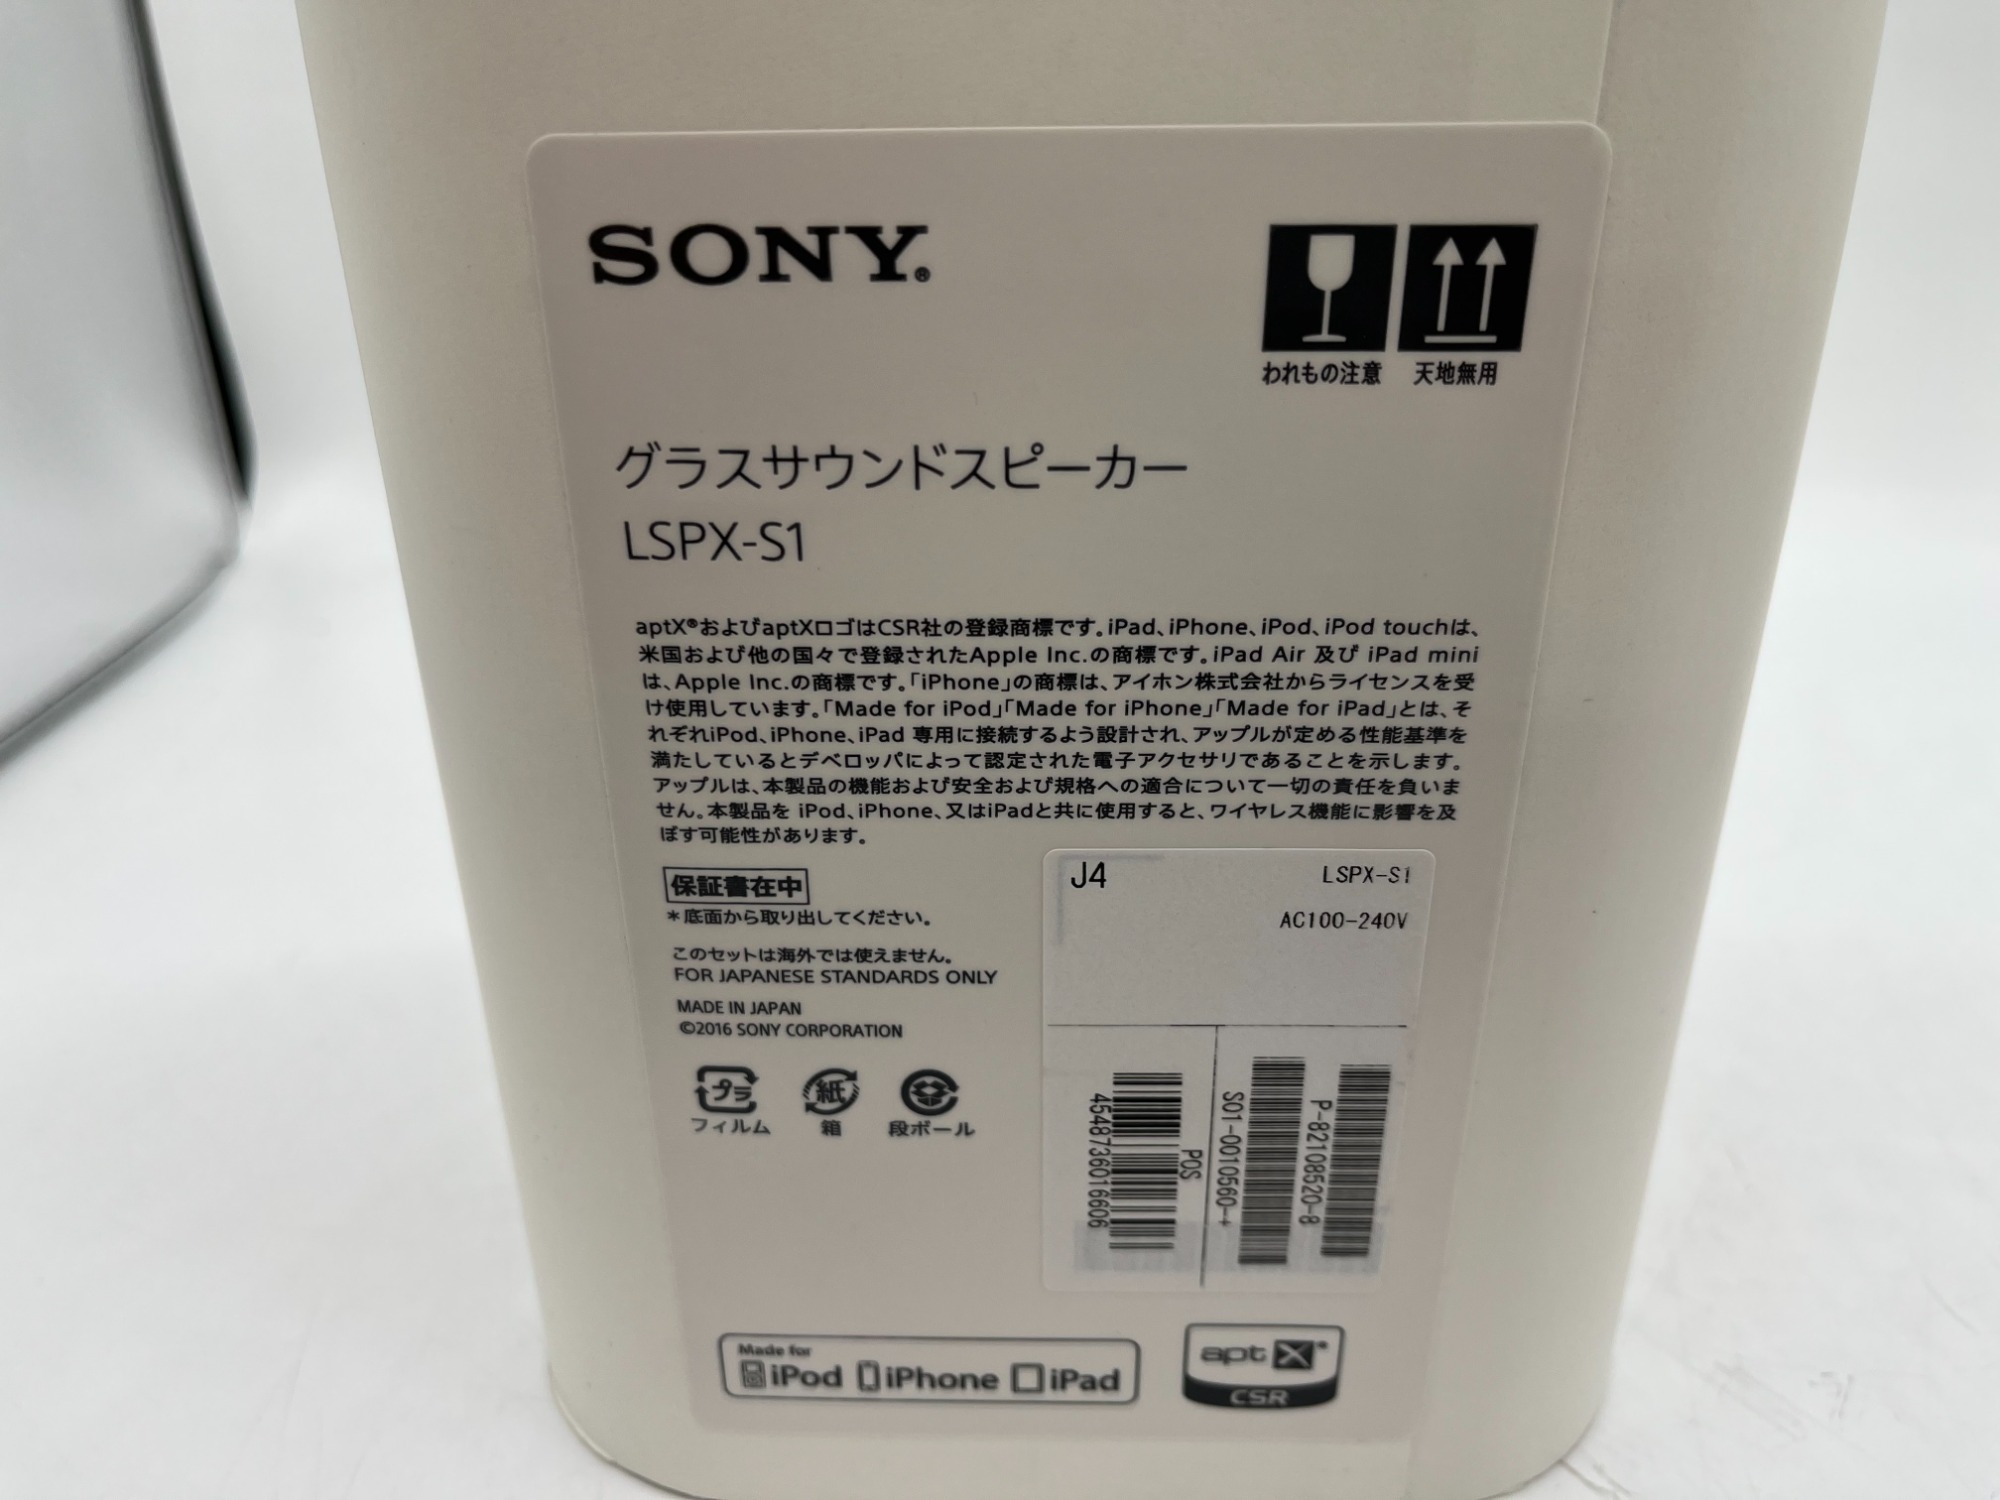 SONY®
われもの注意 天地無用
グラスサウンドスピーカー
LSPX-S1
aptX®およびaptXロゴはCSR社の登録商標です。iPad、iPhone、iPod、iPod touchは、
米国および他の国々で登録されたApple Inc.の商標です。iPad Air 及び iPad mini
は、Apple Inc.の商標です。「iPhone」の商標は、アイホン株式会社からライセンスを受
け使用しています。「Made for iPod」「Made for iPhone」「Made for iPad」とは、そ
れぞれiPod、iPhone、iPad 専用に接続するよう設計され、アップルが定める性能基準を
満たしているとデベロッパによって認定された電子アクセサリであることを示します。
アップルは、本製品の機能および安全および規格への適合について一切の責任を負いま
せん。本製品を iPod、iPhone、又はiPadと共に使用すると、ワイヤレス機能に影響を及
ぼす可能性があります。
保証書在中
*底面から取り出してください。
このセットは海外では使えません。
FOR JAPANESE STANDARDS ONLY
MADE IN JAPAN
©2016 SONY CORPORATION
プラ 紙
フィルム 箱 段ボール
J4 LSPX-S1
AC100-240V
P-82108520-8
S01-0010560-+
POS
4548736016606
Made for
iPod iPhone iPad
aptX®
CSR